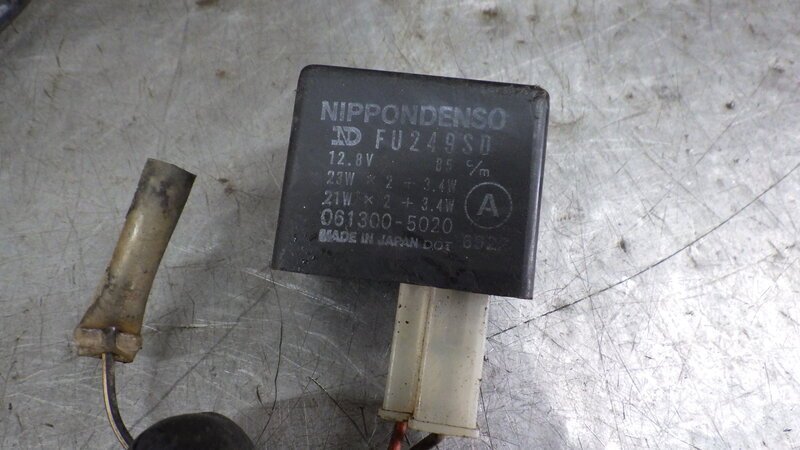 NIPPONDENSO
ND FU249SD
12.8V 85 c/m
23W × 2 + 3.4W
21W × 2 + 3.4W
A
061300-5020
MADE IN JAPAN DOT